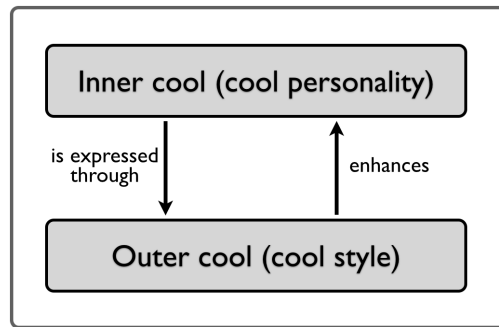 Inner cool (cool personality)
is expressed
through
enhances
Outer cool (cool style)